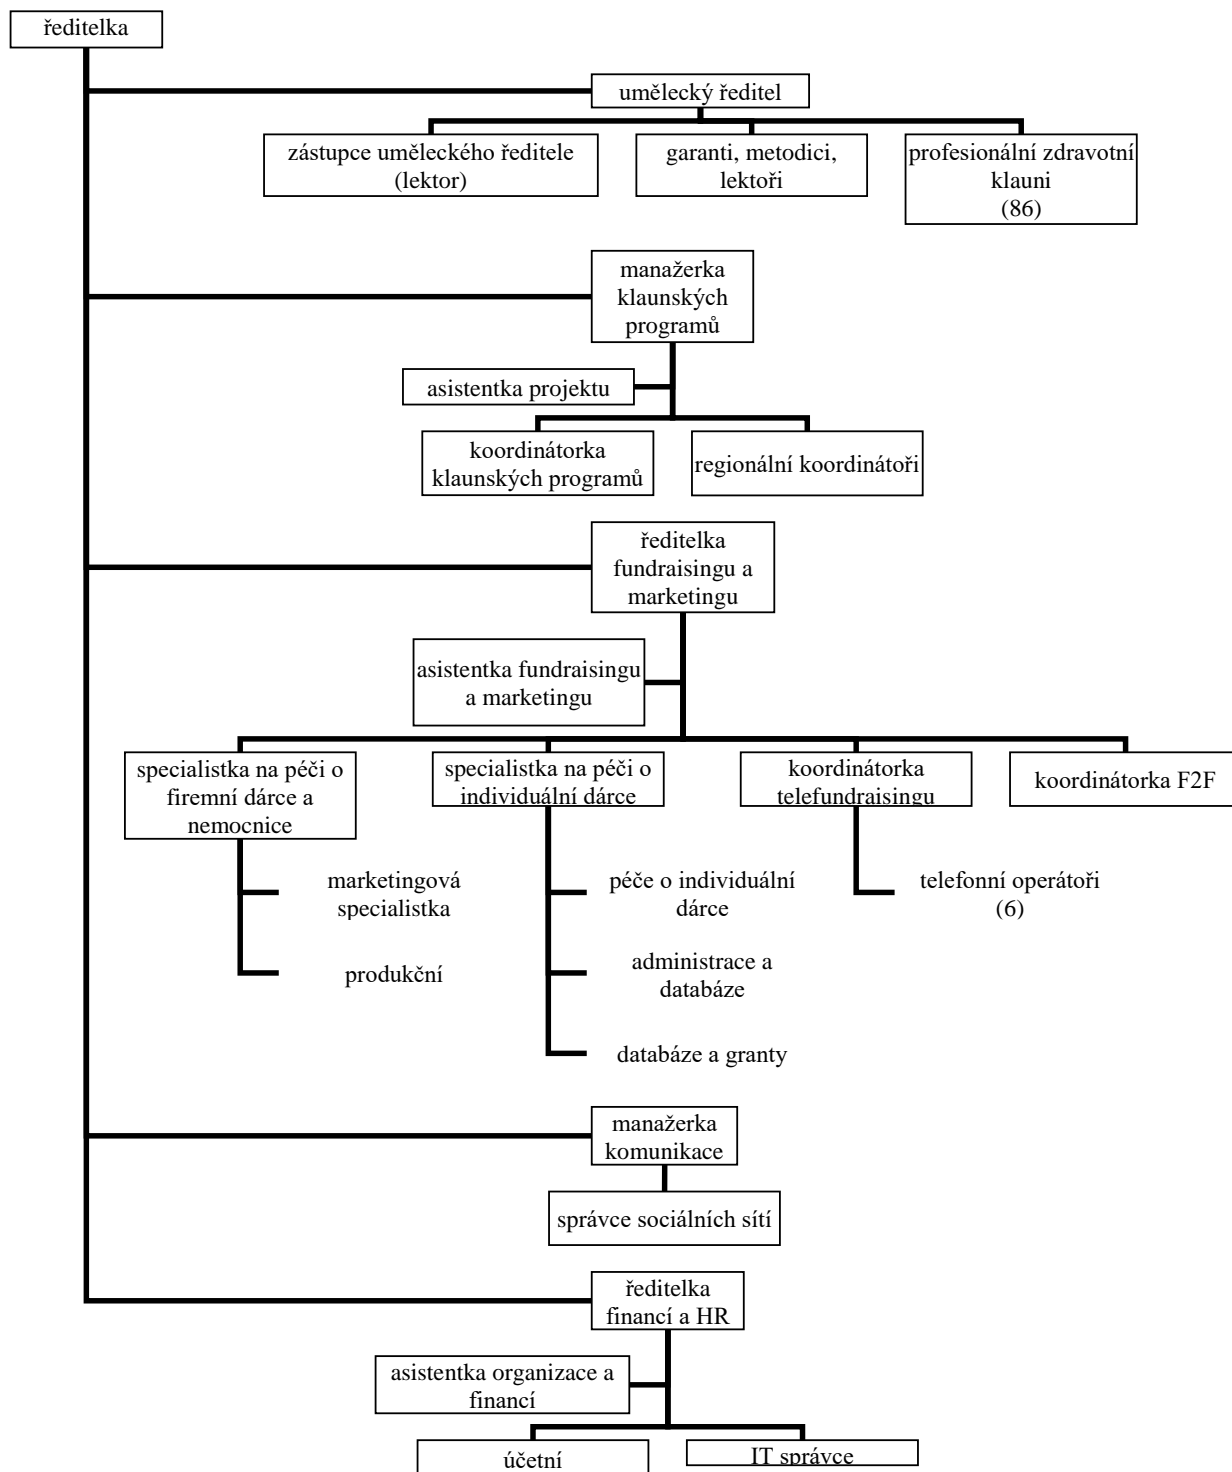 ředitelka
umělecký ředitel
zástupce uměleckého ředitele
(lektor)
garanti, metodici,
lektoři
profesionální zdravotní
klauni
(86)
manažerka
klaunských
programů
asistentka projektu
koordinátorka
klaunských programů
regionální koordinátoři
ředitelka
fundraisingu a
marketingu
asistentka fundraisingu
a marketingu
specialistka na péči o
firemní dárce a
nemocnice
specialistka na péči o
individuální dárce
koordinátorka
telefundraisingu
koordinátorka F2F
marketingová
specialistka
produkční
péče o individuální
dárce
administrace a
databáze
databáze a granty
telefonní operátoři
(6)
manažerka
komunikace
správce sociálních sítí
ředitelka
financí a HR
asistentka organizace a
financí
účetní
IT správce